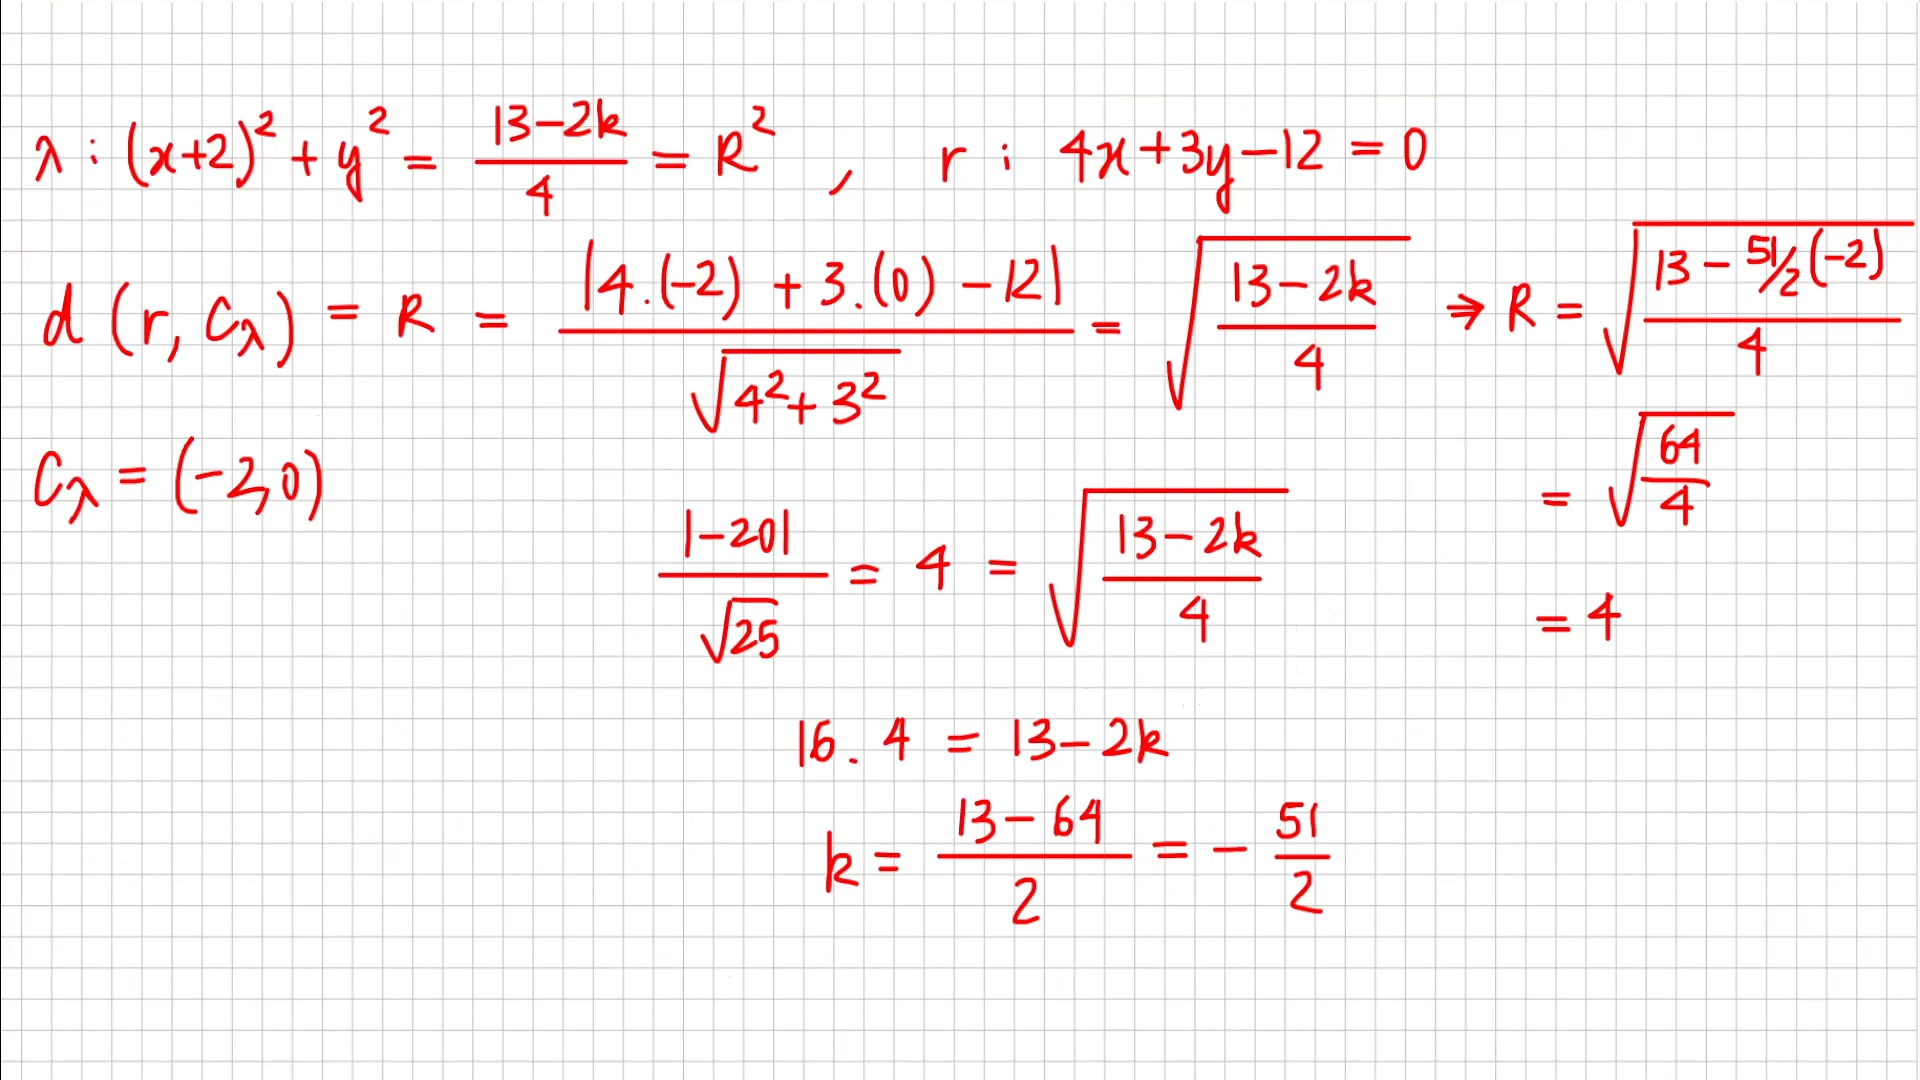 λ : (x+2)² + y² = (13-2k)/4 = R² , r : 4x+3y-12 = 0
d (r, C_λ) = R = |4.(-2) + 3.(0) - 12| / √(4²+3²) = √((13-2k)/4) ⇒ R = √((13 - 51/2(-2))/4)
C_λ = (-2,0)
= √(64/4)
|-20| / √25 = 4 = √((13-2k)/4)
= 4
16 . 4 = 13-2k
k = (13-64)/2 = - 51/2